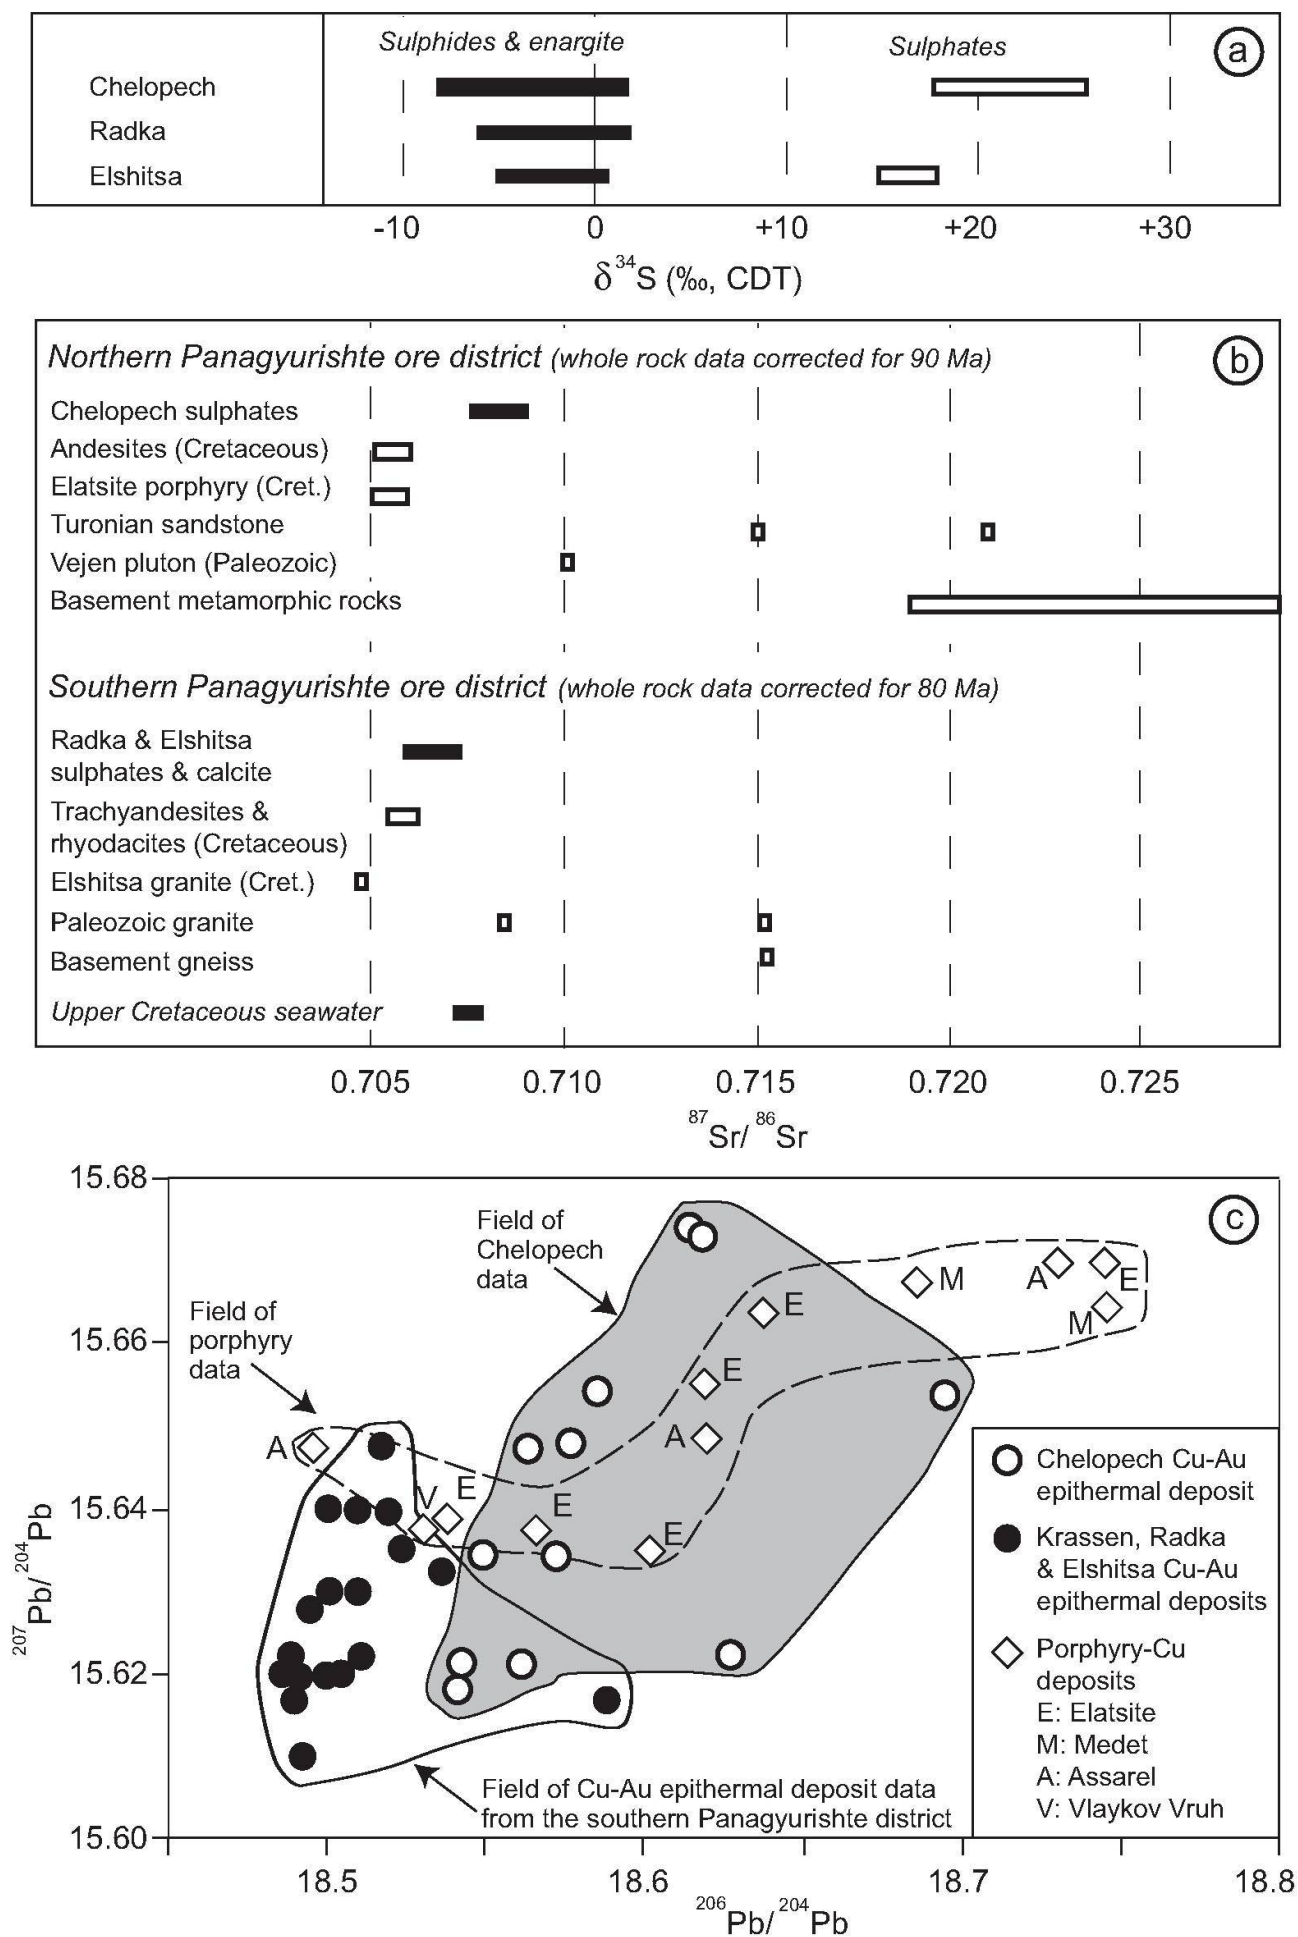 Sulphides & enargite
Sulphates
a
Chelopech
Radka
Elshitsa
-10 0 +10 +20 +30
δ34S (‰, CDT)
Northern Panagyurishte ore district (whole rock data corrected for 90 Ma)
b
Chelopech sulphates
Andesites (Cretaceous)
Elatsite porphyry (Cret.)
Turonian sandstone
Vejen pluton (Paleozoic)
Basement metamorphic rocks
Southern Panagyurishte ore district (whole rock data corrected for 80 Ma)
Radka & Elshitsa
sulphates & calcite
Trachyandesites &
rhyodacites (Cretaceous)
Elshitsa granite (Cret.)
Paleozoic granite
Basement gneiss
Upper Cretaceous seawater
0.705 0.710 0.715 0.720 0.725
87Sr/ 86Sr
15.68
15.66
15.64
15.62
15.60
207Pb/ 204Pb
c
Field of
Chelopech
data
Field of
porphyry
data
A
V
E
E
E
A
E
E
M
A
E
M
Chelopech Cu-Au
epithermal deposit
Krassen, Radka
& Elshitsa Cu-Au
epithermal deposits
Porphyry-Cu
deposits
E: Elatsite
M: Medet
A: Assarel
V: Vlaykov Vruh
Field of Cu-Au epithermal deposit data
from the southern Panagyurishte district
18.5 18.6 18.7 18.8
206Pb/ 204Pb